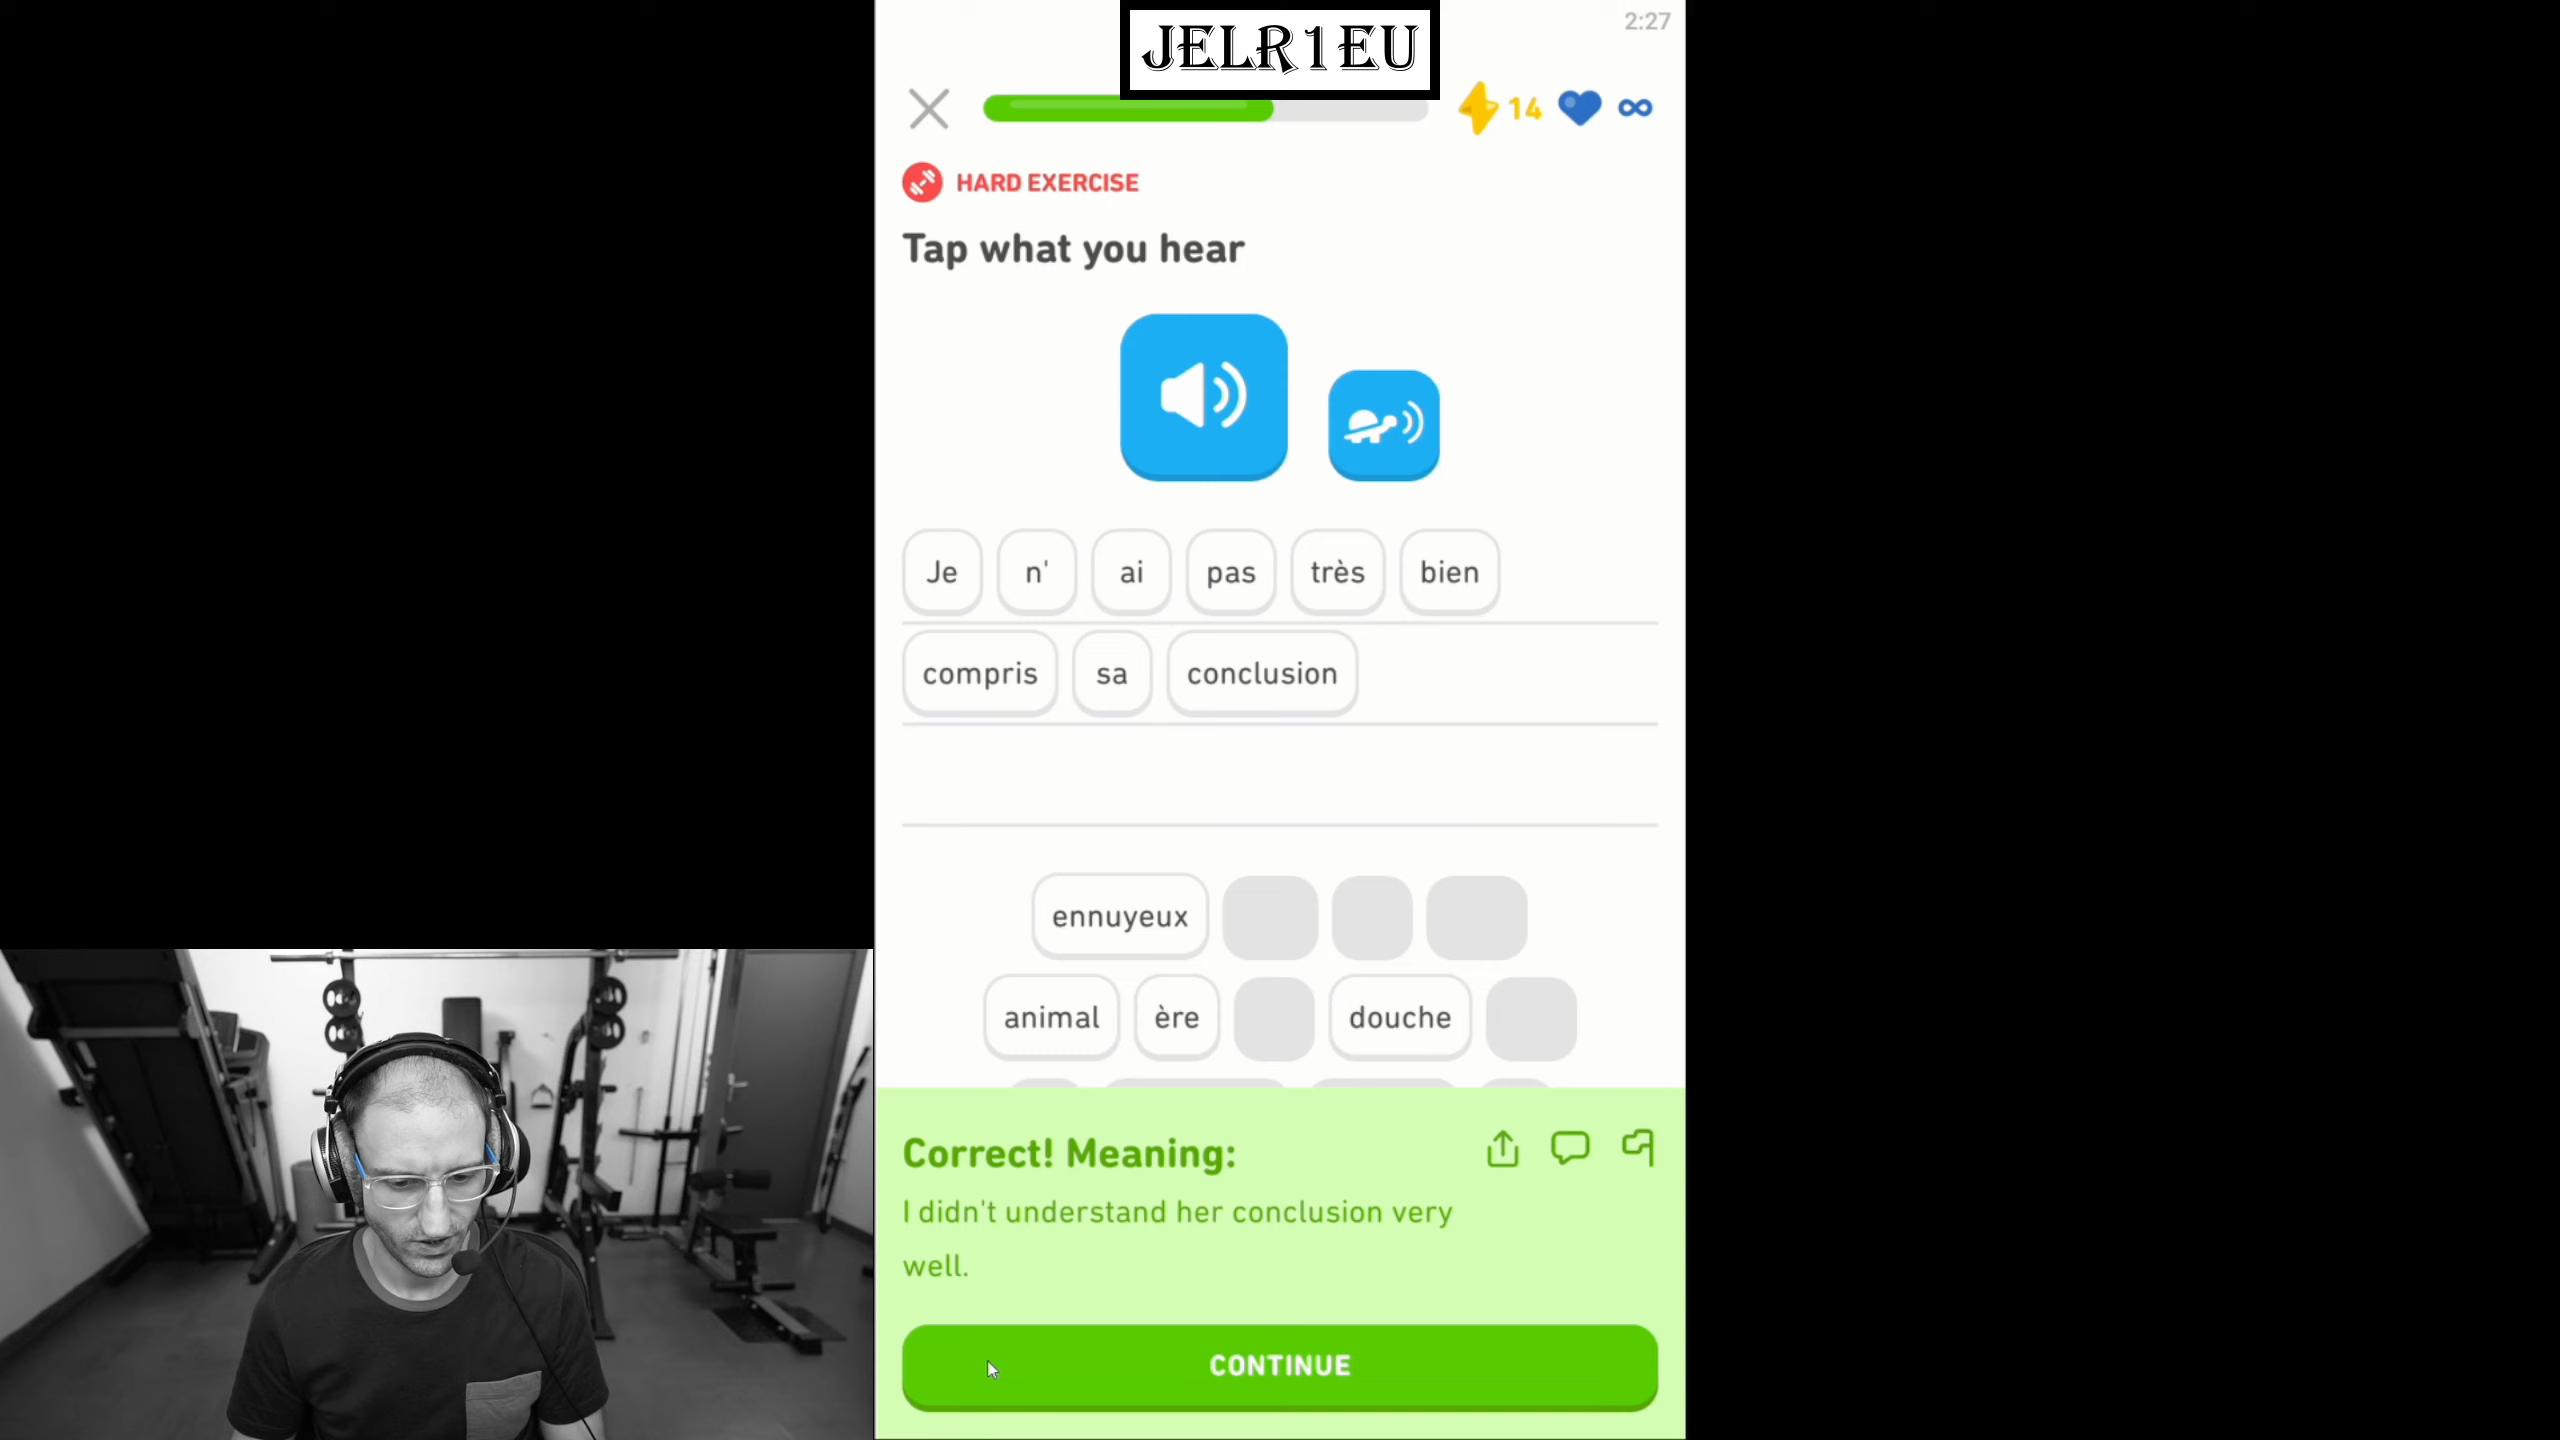 JELR1EU
2:27
14
HARD EXERCISE
Tap what you hear
Je n' ai pas très bien
compris sa conclusion
ennuyeux
animal ère douche
Correct! Meaning:
I didn't understand her conclusion very
well.
CONTINUE